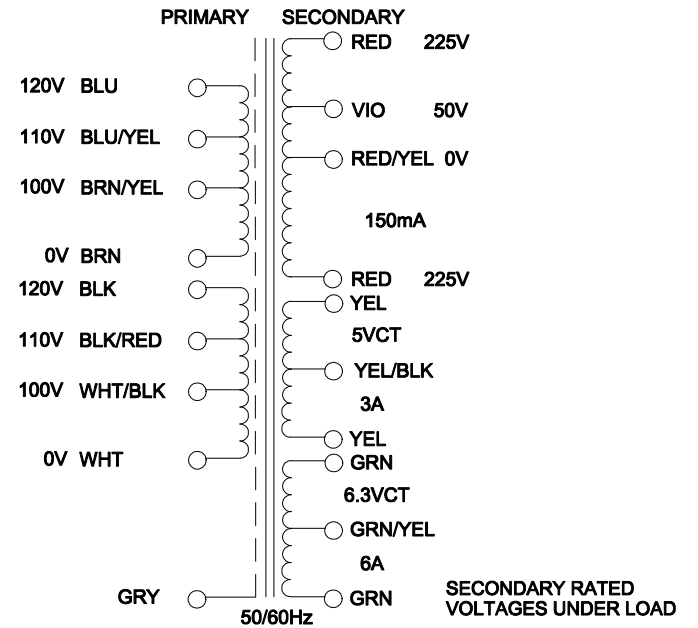 PRIMARY SECONDARY
RED 225V
120V BLU
VIO 50V
110V BLU/YEL
RED/YEL 0V
100V BRN/YEL
150mA
0V BRN
RED 225V
120V BLK
YEL
5VCT
110V BLK/RED
YEL/BLK
100V WHT/BLK
3A
YEL
0V WHT
GRN
6.3VCT
GRN/YEL
6A
GRY
GRN
50/60Hz
SECONDARY RATED
VOLTAGES UNDER LOAD